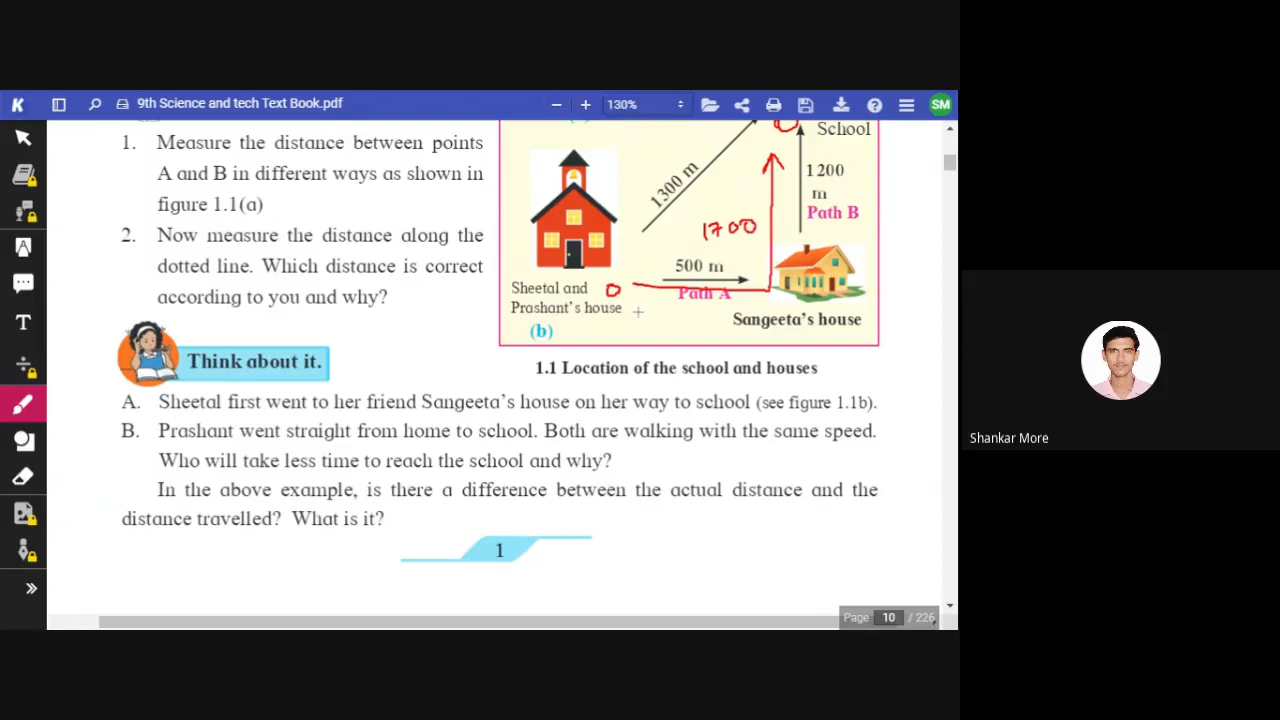 K
9th Science and tech Text Book.pdf
130%
SM
1. Measure the distance between points
A and B in different ways as shown in
figure 1.1(a)
2. Now measure the distance along the
dotted line. Which distance is correct
according to you and why?
School
1300 m
1200
m
Path B
1700
500 m
Path A
Sheetal and
Prashant's house
Sangeeta's house
(b)
1.1 Location of the school and houses
Think about it.
A. Sheetal first went to her friend Sangeeta's house on her way to school (see figure 1.1b).
B. Prashant went straight from home to school. Both are walking with the same speed.
Who will take less time to reach the school and why?
In the above example, is there a difference between the actual distance and the
distance travelled? What is it?
1
Page 10 / 226
Shankar More